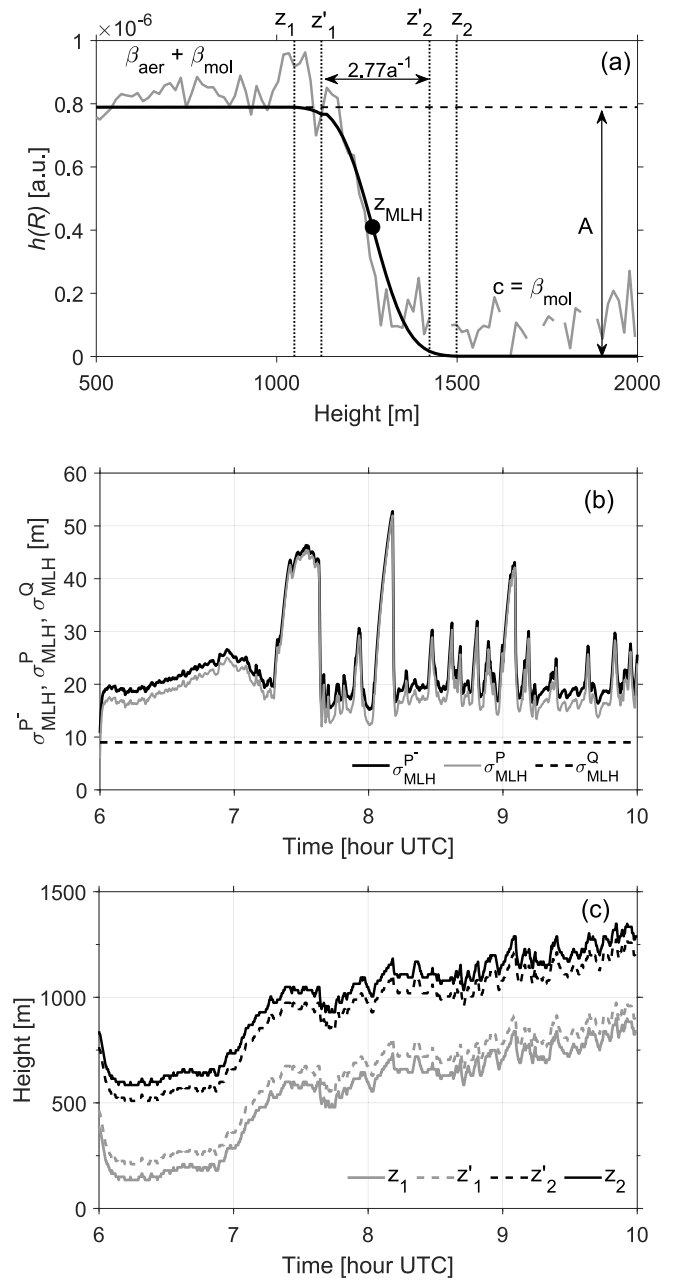 ×10⁻⁶ z₁ z'₁ z'₂ z₂
β_aer + β_mol
2.77a⁻¹
(a)
z_MLH
A
c = β_mol
h(R) [a.u.]
1
0.8
0.6
0.4
0.2
0
500 1000 1500 2000
Height [m]
(b)
σ^P-_MLH, σ^P_MLH, σ^Q_MLH [m]
60
50
40
30
20
10
0
σ^P-_MLH σ^P_MLH σ^Q_MLH
6 7 8 9 10
Time [hour UTC]
(c)
Height [m]
1500
1000
500
0
z₁ z'₁ z'₂ z₂
6 7 8 9 10
Time [hour UTC]